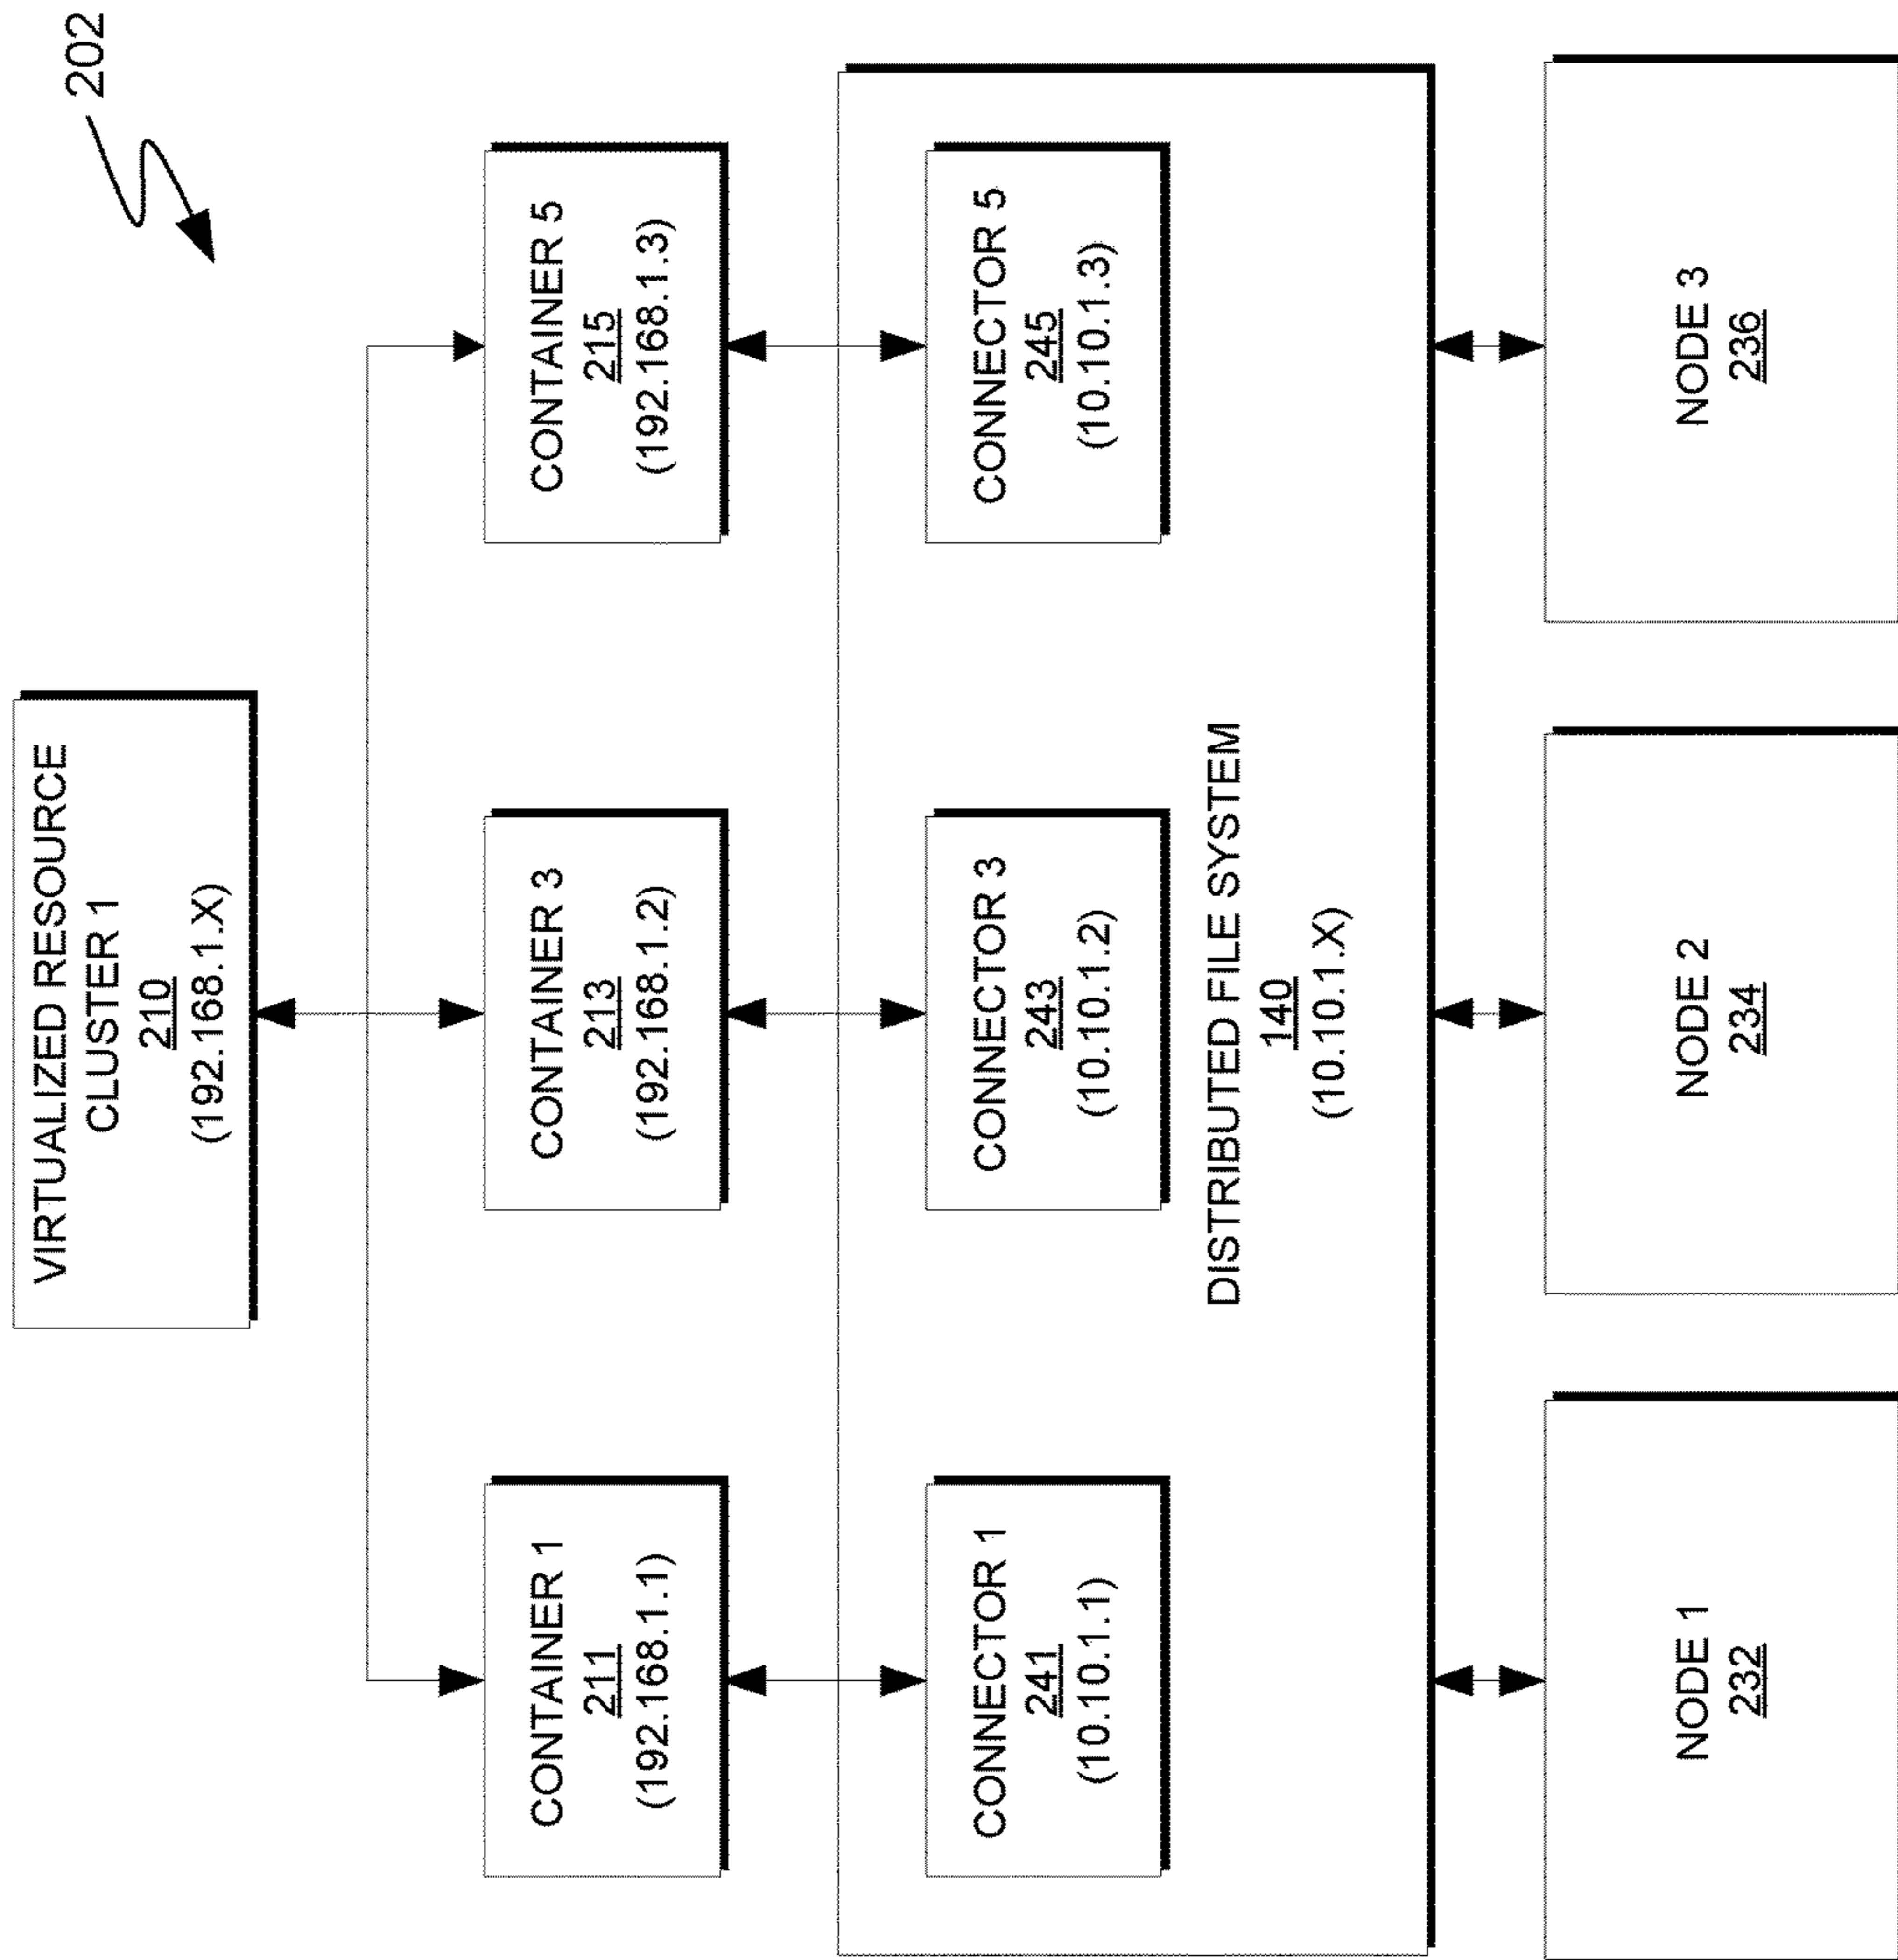 202
VIRTUALIZED RESOURCE
CLUSTER 1
210
(192.168.1.X)
CONTAINER 1
211
(192.168.1.1)
CONTAINER 3
213
(192.168.1.2)
CONTAINER 5
215
(192.168.1.3)
CONNECTOR 1
241
(10.10.1.1)
CONNECTOR 3
243
(10.10.1.2)
CONNECTOR 5
245
(10.10.1.3)
DISTRIBUTED FILE SYSTEM
140
(10.10.1.X)
NODE 1
232
NODE 2
234
NODE 3
236